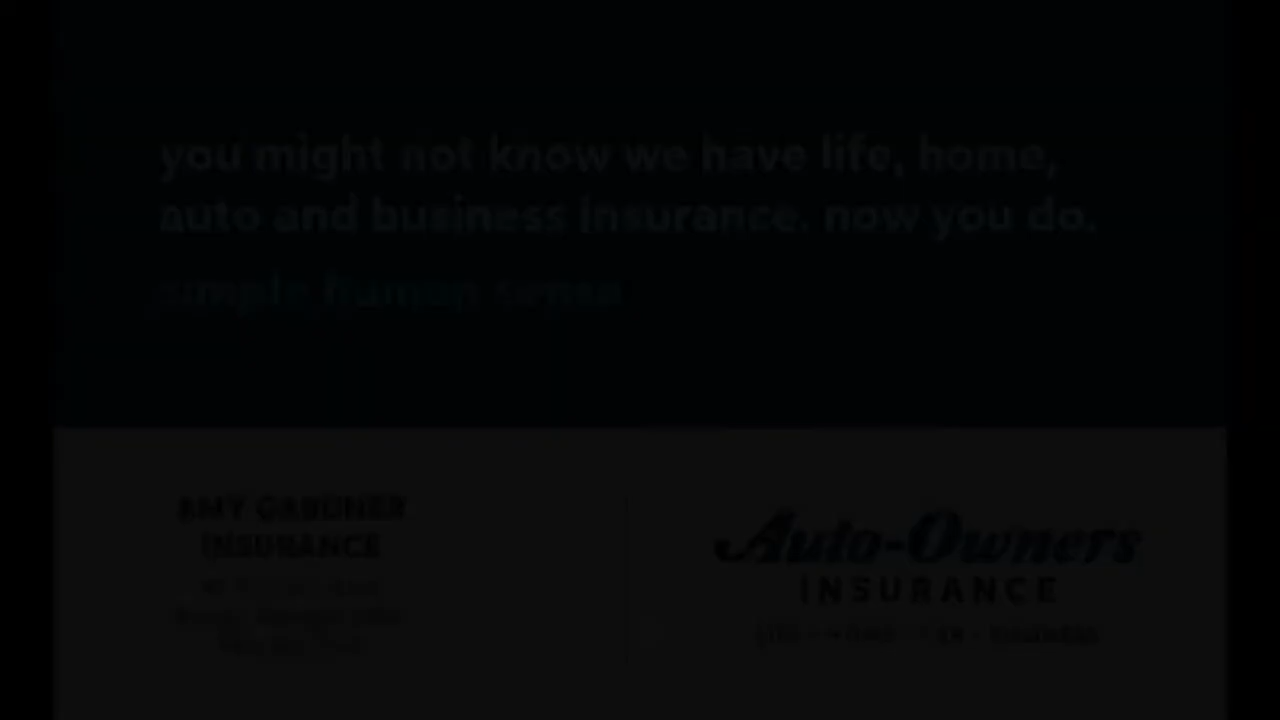 you might not know we have life, home,
auto and business insurance. now you do.
simple human sense
AMY GARDNER
INSURANCE
Auto-Owners
INSURANCE
LIFE • HOME • CAR • BUSINESS